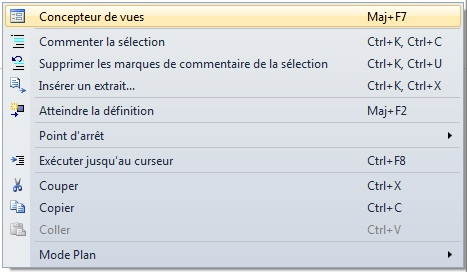 Concepteur de vues Maj+F7
Commenter la sélection Ctrl+K, Ctrl+C
Supprimer les marques de commentaire de la sélection Ctrl+K, Ctrl+U
Insérer un extrait... Ctrl+K, Ctrl+X
Atteindre la définition Maj+F2
Point d'arrêt
Exécuter jusqu'au curseur Ctrl+F8
Couper Ctrl+X
Copier Ctrl+C
Coller Ctrl+V
Mode Plan